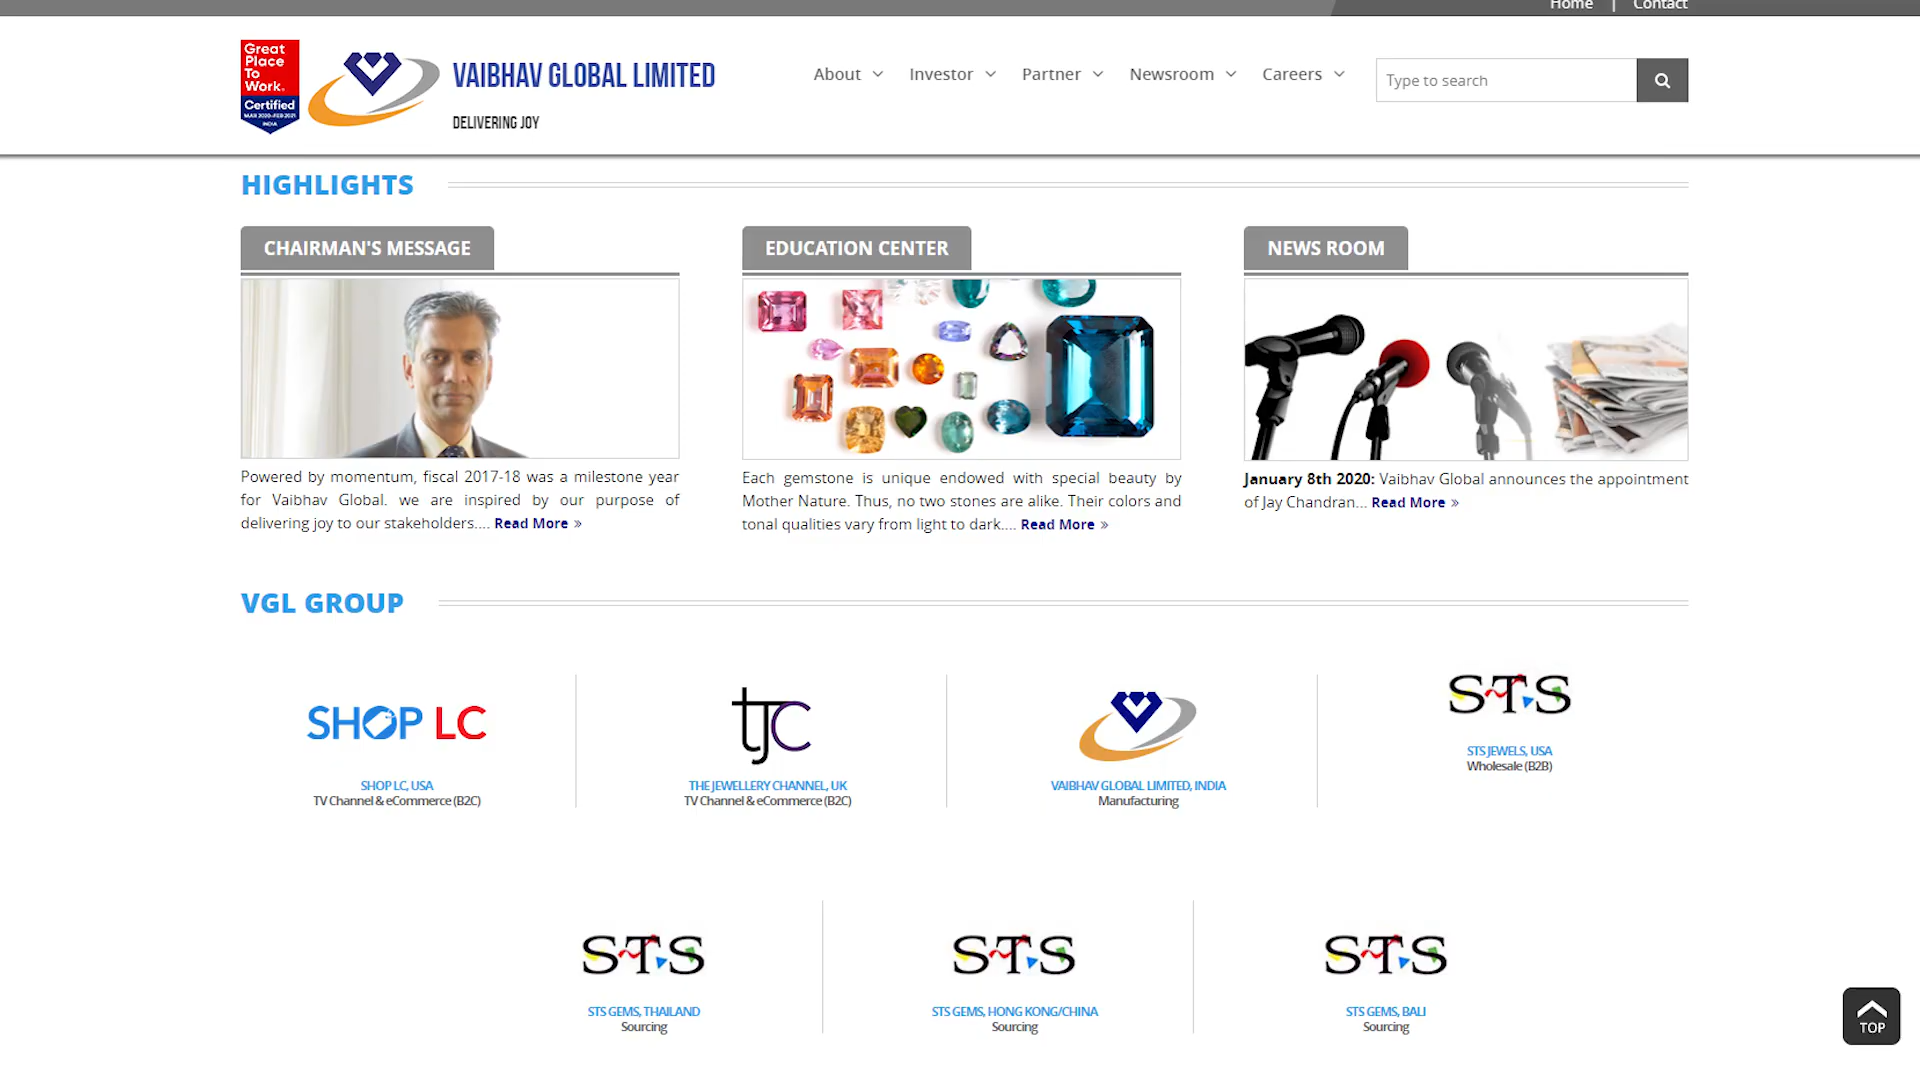 Home | Contact
Great
Place
To
Work.
Certified
MAR 2020-FEB 2021
INDIA
VAIBHAV GLOBAL LIMITED
DELIVERING JOY
About Investor Partner Newsroom Careers
Type to search
HIGHLIGHTS
CHAIRMAN'S MESSAGE
Powered by momentum, fiscal 2017-18 was a milestone year
for Vaibhav Global. we are inspired by our purpose of
delivering joy to our stakeholders.... Read More »
EDUCATION CENTER
Each gemstone is unique endowed with special beauty by
Mother Nature. Thus, no two stones are alike. Their colors and
tonal qualities vary from light to dark.... Read More »
NEWS ROOM
January 8th 2020: Vaibhav Global announces the appointment
of Jay Chandran... Read More »
VGL GROUP
SHOP LC
SHOP LC, USA
TV Channel & eCommerce (B2C)
tjc
THE JEWELLERY CHANNEL, UK
TV Channel & eCommerce (B2C)
VAIBHAV GLOBAL LIMITED, INDIA
Manufacturing
STS
STS JEWELS, USA
Wholesale (B2B)
STS
STS GEMS, THAILAND
Sourcing
STS
STS GEMS, HONG KONG/CHINA
Sourcing
STS
STS GEMS, BALI
Sourcing
TOP